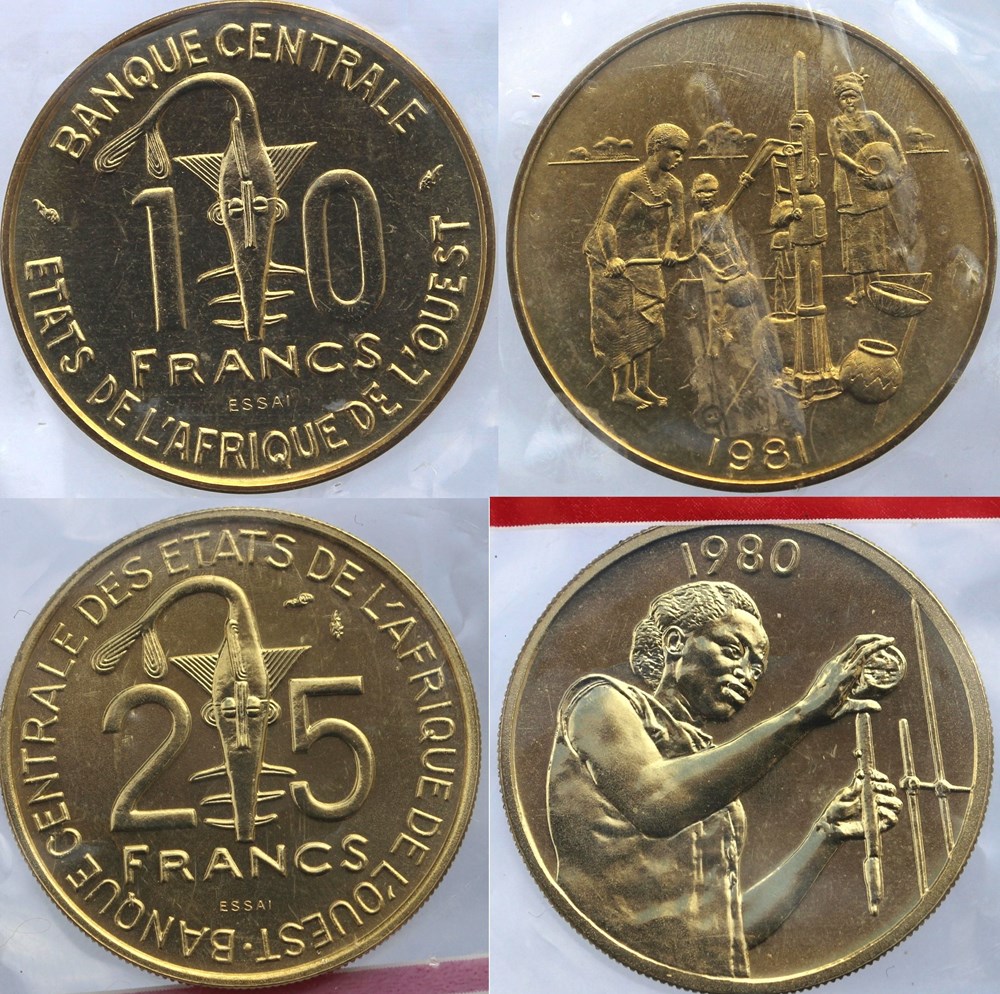 BANQUE CENTRALE
ETATS DE L'AFRIQUE DE L'OUEST
10
FRANCS
ESSAI
1981
BANQUE CENTRALE DES ETATS DE L'AFRIQUE DE L'OUEST·
25
FRANCS
ESSAI
1980